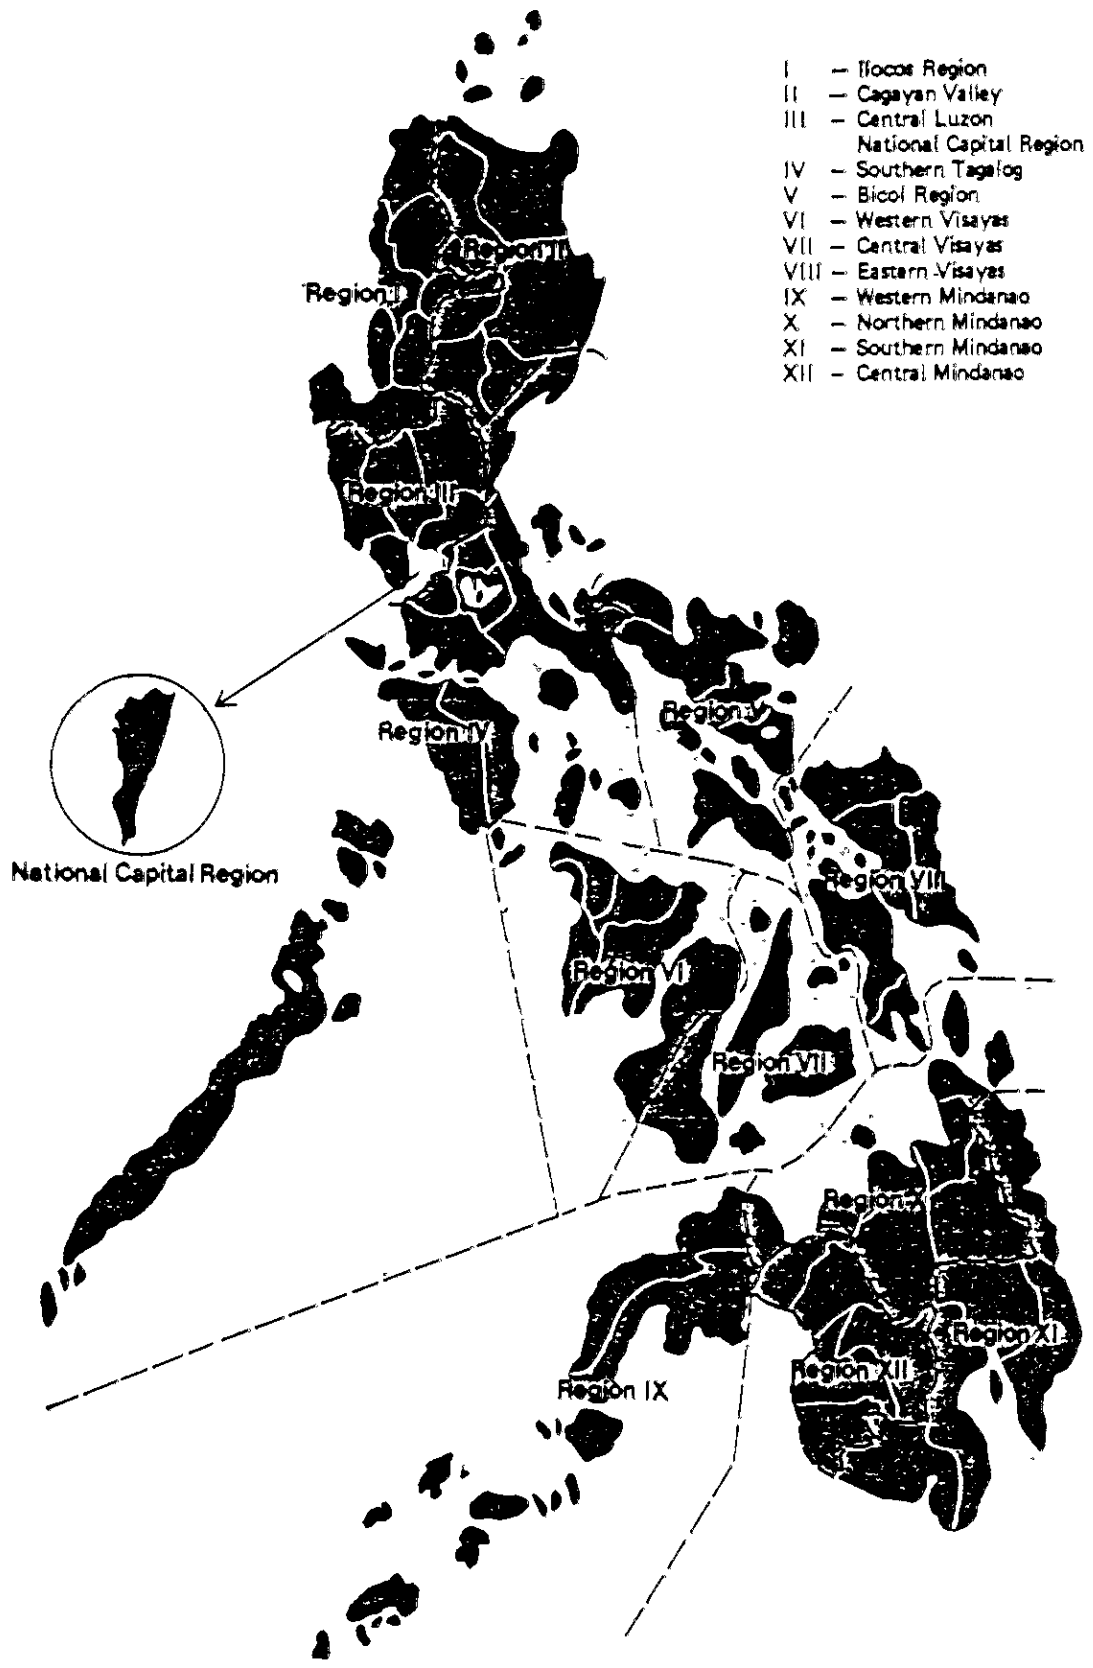 I – Ilocos Region
II – Cagayan Valley
III – Central Luzon
National Capital Region
IV – Southern Tagalog
V – Bicol Region
VI – Western Visayas
VII – Central Visayas
VIII – Eastern Visayas
IX – Western Mindanao
X – Northern Mindanao
XI – Southern Mindanao
XII – Central Mindanao
Region II
Region I
Region III
Region V
Region IV
National Capital Region
Region VIII
Region VI
Region VII
Region X
Region XI
Region XII
Region IX